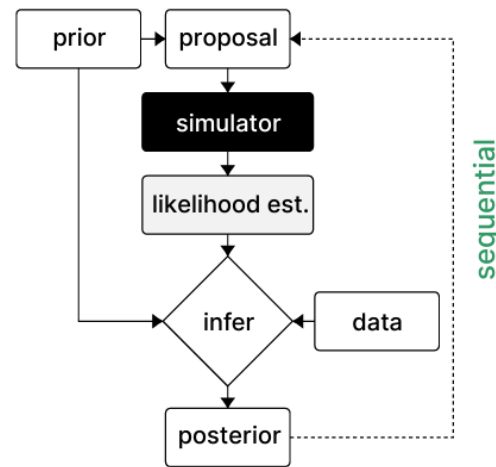 prior
proposal
simulator
likelihood est.
infer
data
posterior
sequential